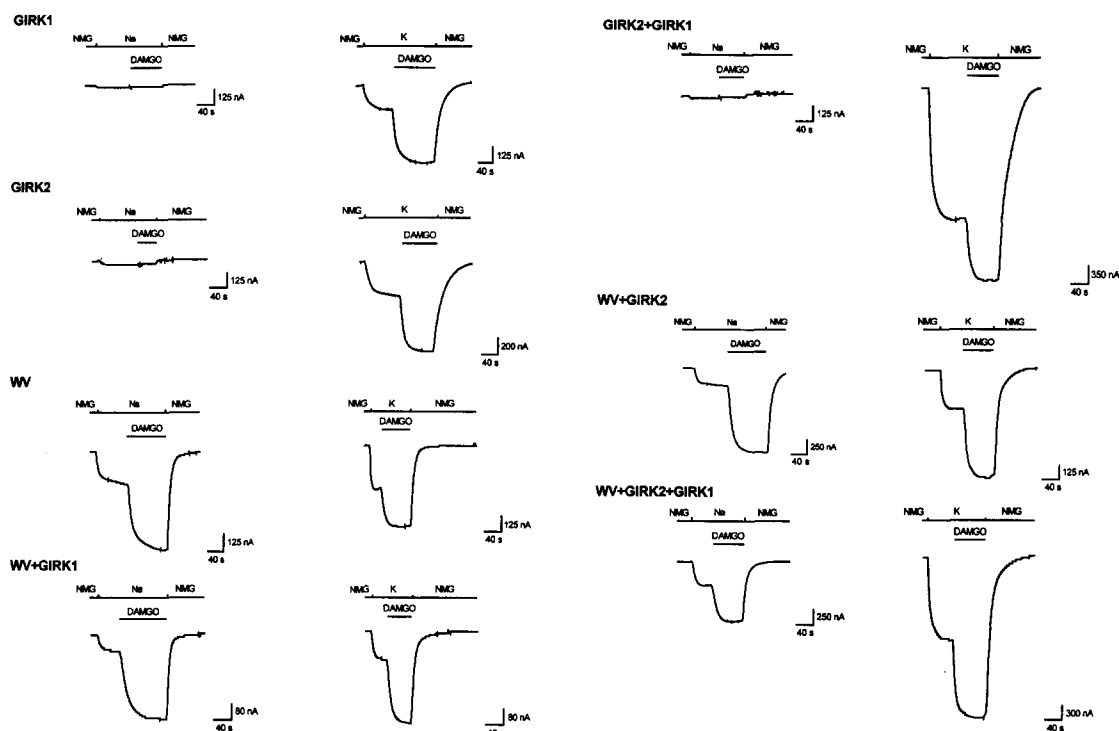 GIRK1
NMG Na NMG
DAMGO
125 nA
40 s
K NMG
DAMGO
125 nA
40 s
GIRK2
NMG Na NMG
DAMGO
125 nA
40 s
NMG K NMG
DAMGO
200 nA
40 s
WV
NMG Na NMG
DAMGO
125 nA
40 s
NMG K NMG
DAMGO
125 nA
40 s
WV+GIRK1
NMG Na NMG
DAMGO
80 nA
40 s
NMG K NMG
DAMGO
80 nA
GIRK2+GIRK1
NMG Na NMG
DAMGO
125 nA
40 s
NMG K NMG
DAMGO
350 nA
40 s
WV+GIRK2
NMG Na NMG
DAMGO
250 nA
40 s
NMG K NMG
DAMGO
125 nA
40 s
WV+GIRK2+GIRK1
NMG Na NMG
DAMGO
250 nA
40 s
NMG K NMG
DAMGO
300 nA
40 s